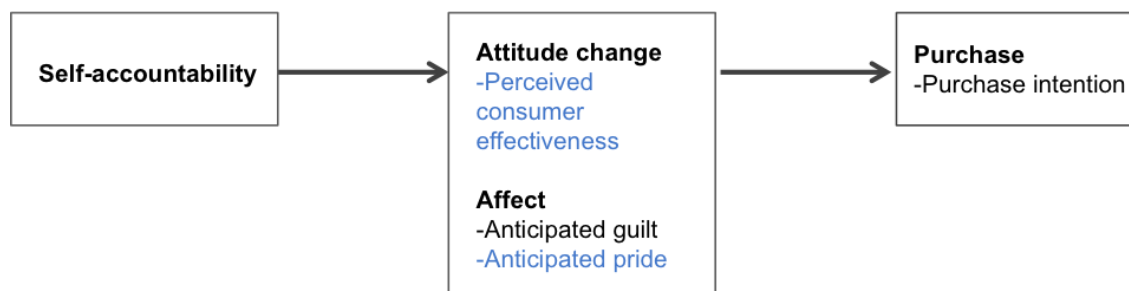 Self-accountability
Attitude change
-Perceived
consumer
effectiveness
Affect
-Anticipated guilt
-Anticipated pride
Purchase
-Purchase intention